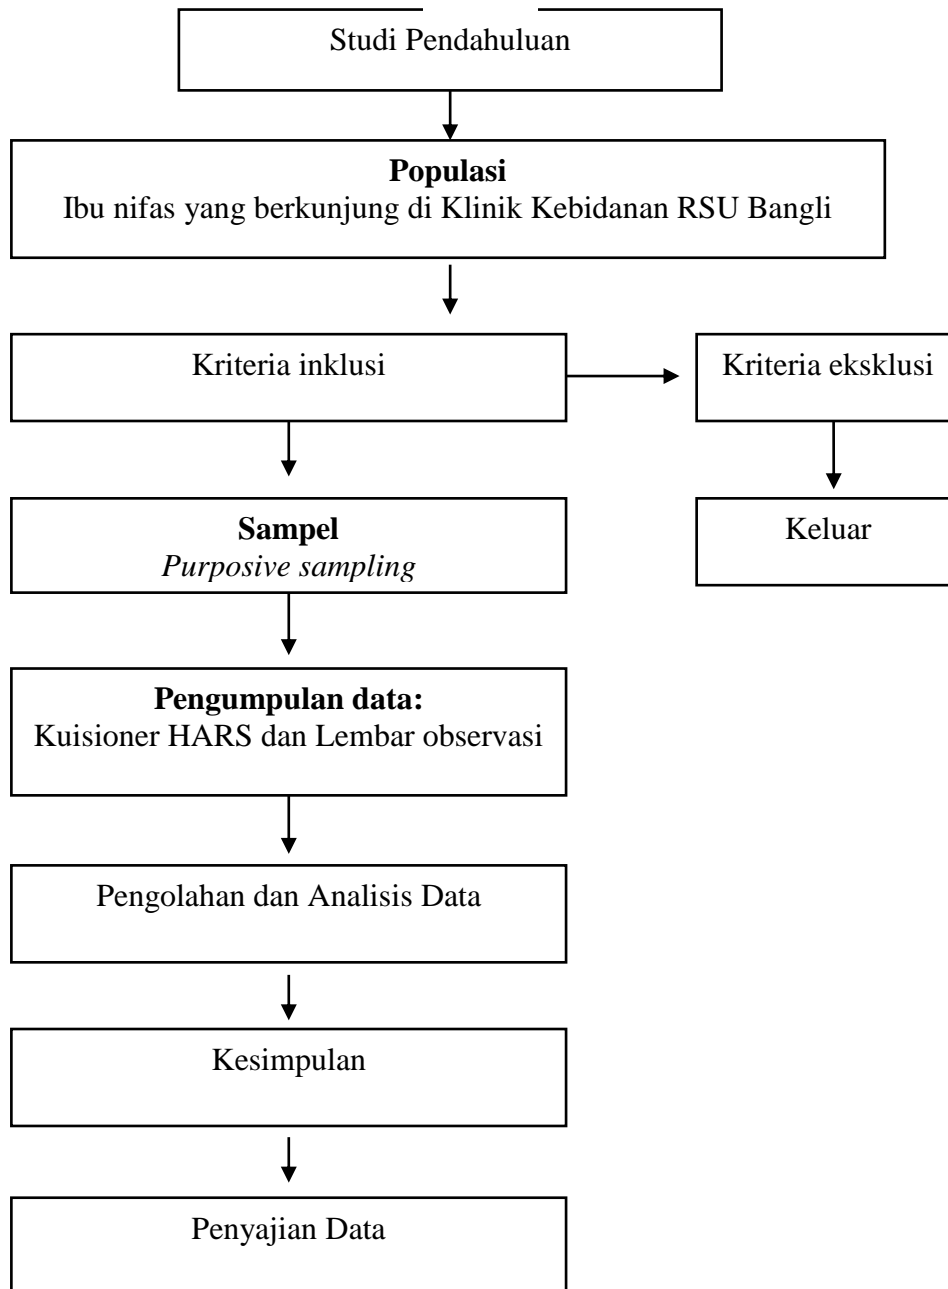 Studi Pendahuluan
Populasi
Ibu nifas yang berkunjung di Klinik Kebidanan RSU Bangli
Kriteria inklusi
Kriteria eksklusi
Sampel
Purposive sampling
Keluar
Pengumpulan data:
Kuisioner HARS dan Lembar observasi
Pengolahan dan Analisis Data
Kesimpulan
Penyajian Data